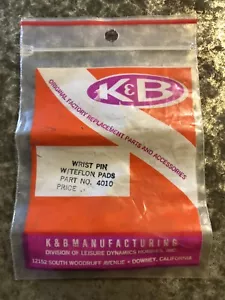 K&B
ORIGINAL FACTORY REPLACEMENT PARTS AND ACCESSORIES
WRIST PIN
W/TEFLON PADS
PART NO. 4010
PRICE
K&B MANUFACTURING
DIVISION OF LEISURE DYNAMICS
12152 SOUTH WOODRUFF AVENUE • DOWNEY, CALIFORNIA